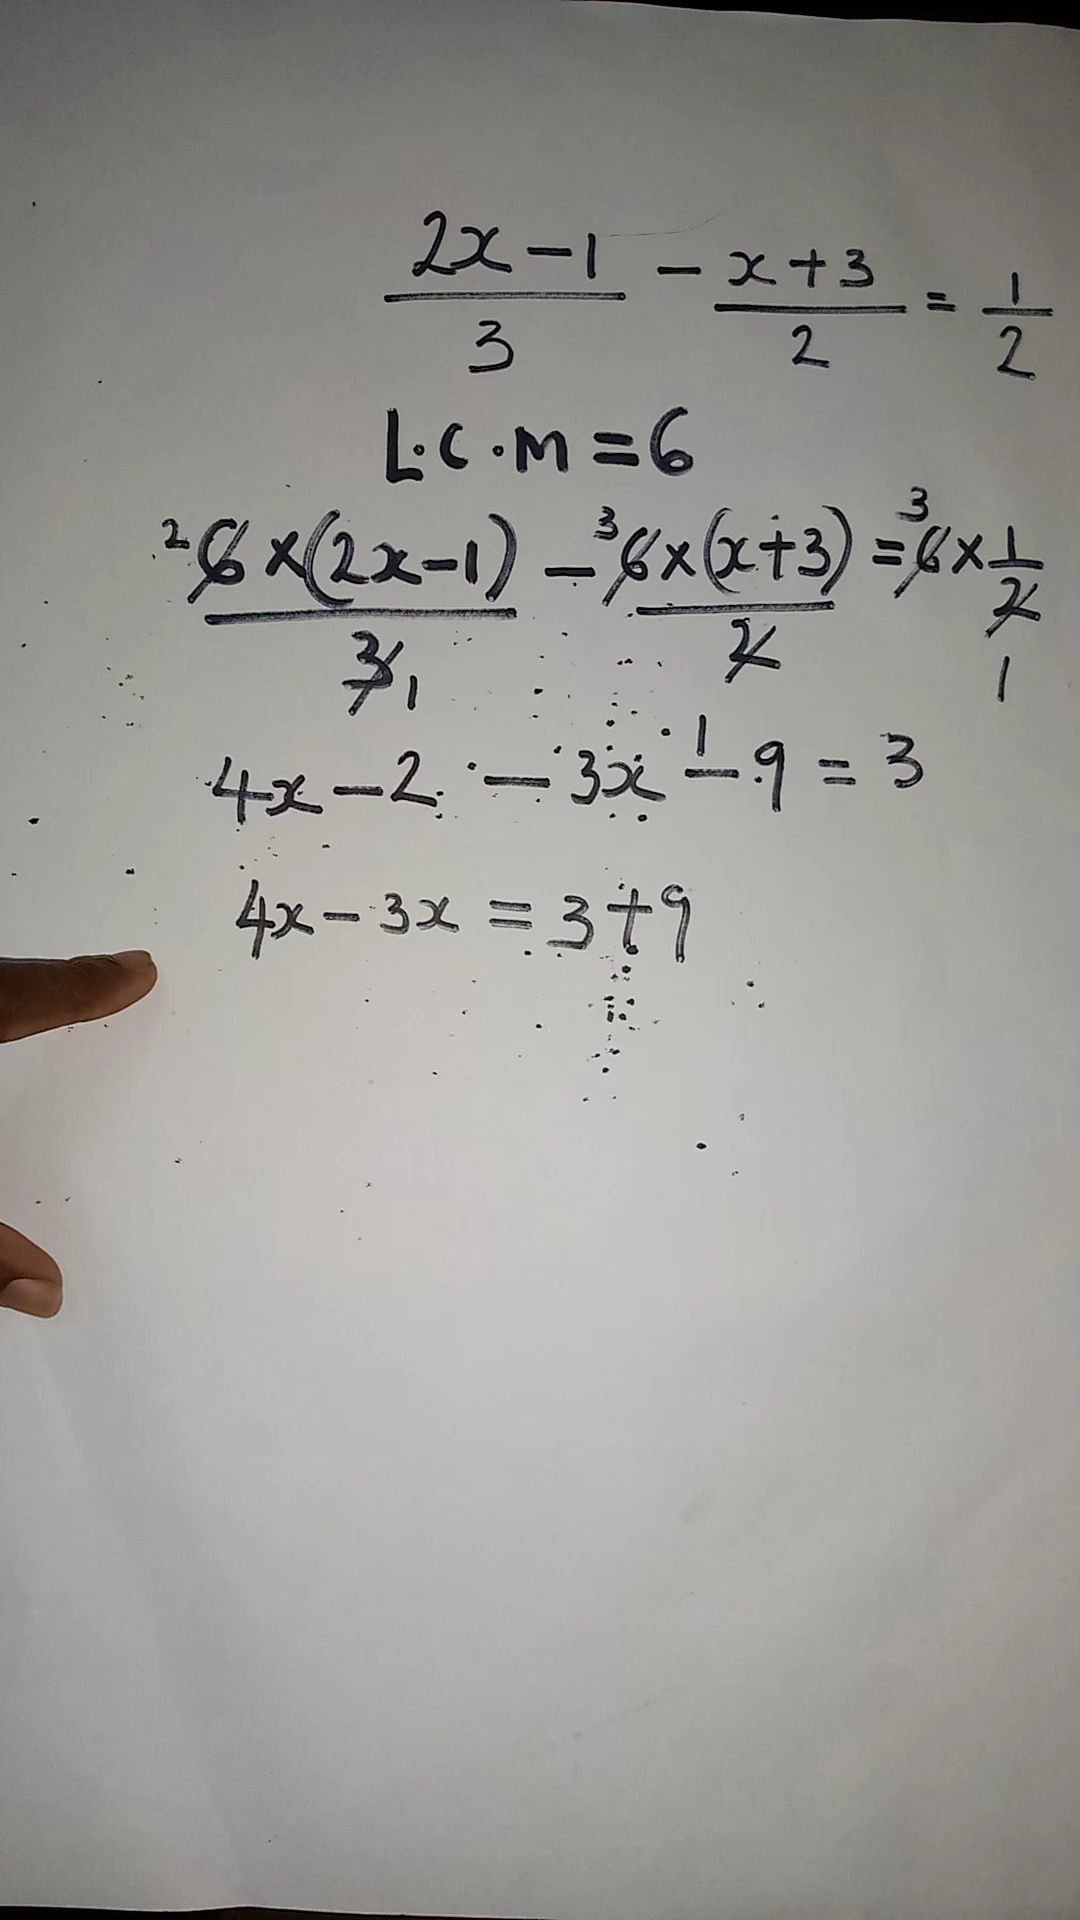 2x - 1 / 3 - x + 3 / 2 = 1 / 2
L.C.M = 6
2 6 × (2x - 1) / 3 1 - 3 6 × (x + 3) / 2 1 = 3 6 × 1 / 2 1
4x - 2 - 3x - 9 = 3
4x - 3x = 3 + 9